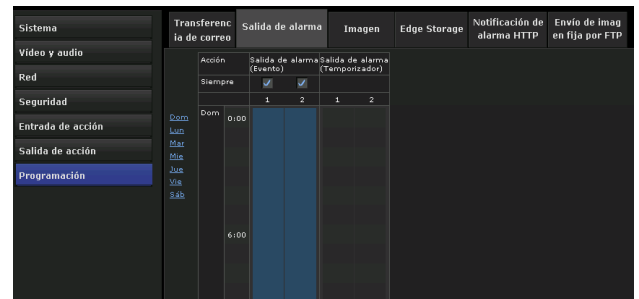 Sistema
Vídeo y audio
Red
Seguridad
Entrada de acción
Salida de acción
Programación
Transferenc
ia de correo
Salida de alarma
Imagen
Edge Storage
Notificación de
alarma HTTP
Envío de imag
en fija por FTP
Acción
Salida de alarma
(Evento)
Salida de alarma
(Temporizador)
Siempre
1 2 1 2
Dom
Lun
Mar
Mie
Jue
Vie
Sáb
Dom
0:00
6:00